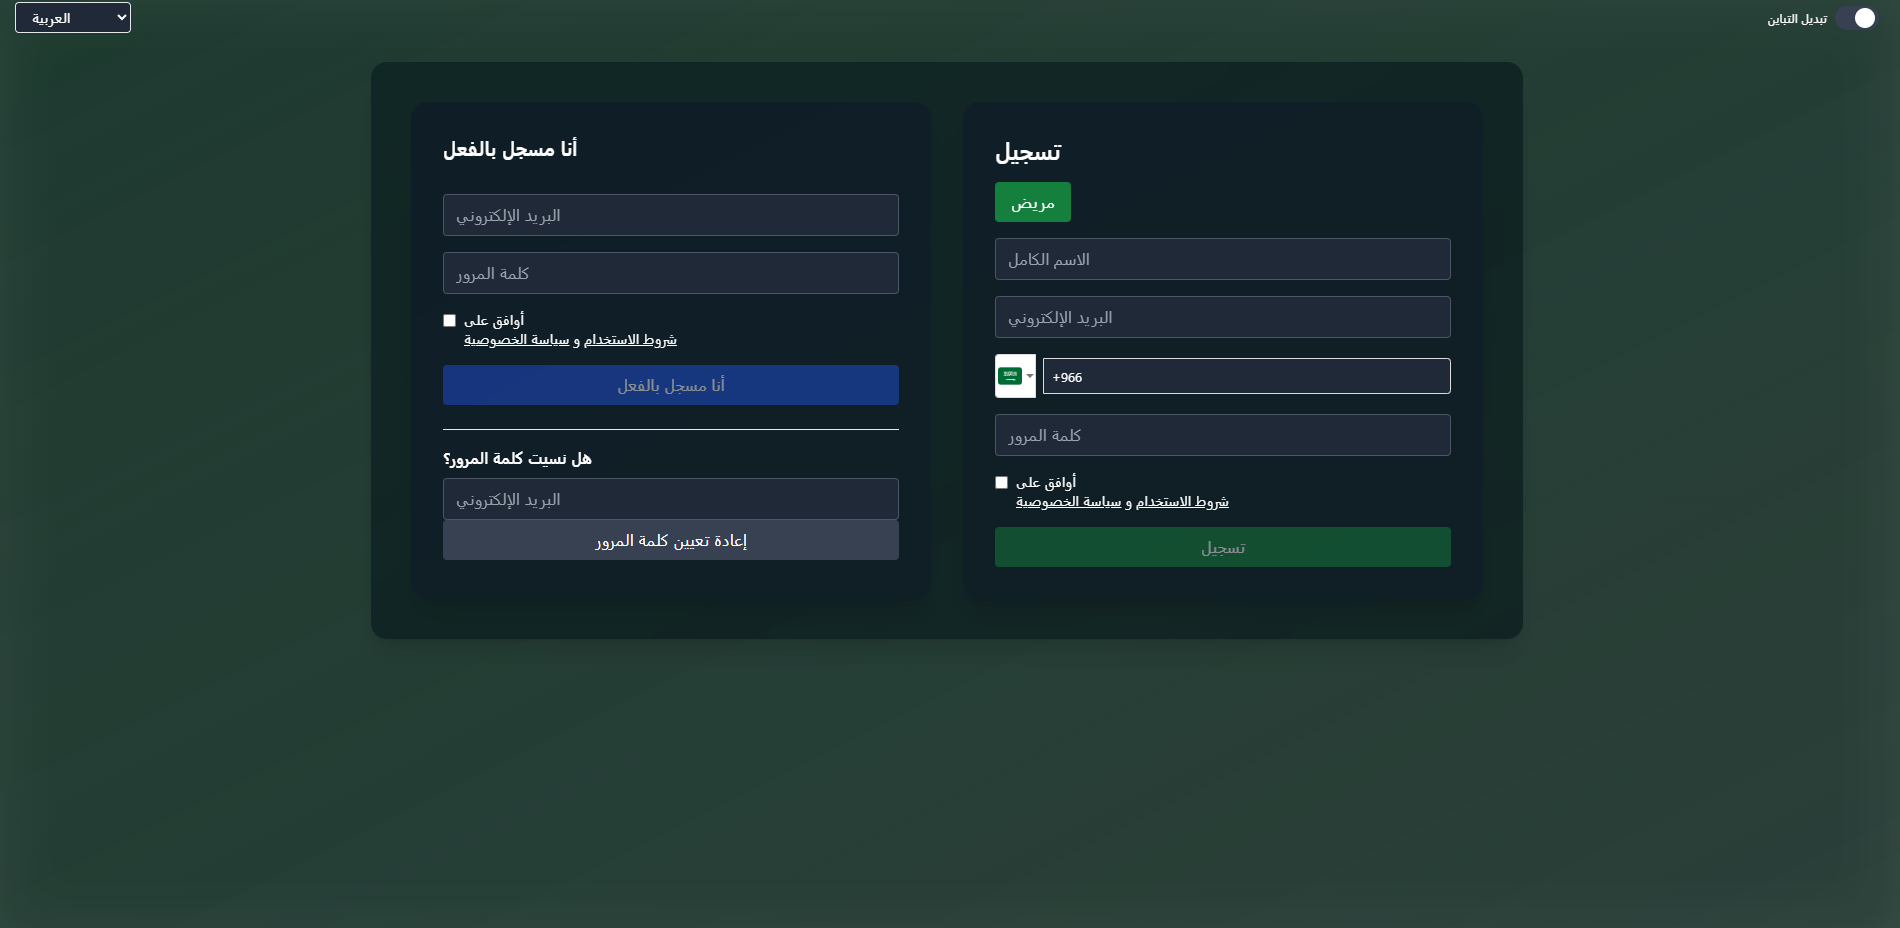 تبديل التباين
العربية
تسجيل
مريض
الاسم الكامل
البريد الإلكتروني
+966
كلمة المرور
أوافق على
شروط الاستخدام و سياسة الخصوصية
تسجيل
أنا مسجل بالفعل
البريد الإلكتروني
كلمة المرور
أوافق على
شروط الاستخدام و سياسة الخصوصية
أنا مسجل بالفعل
هل نسيت كلمة المرور؟
البريد الإلكتروني
إعادة تعيين كلمة المرور